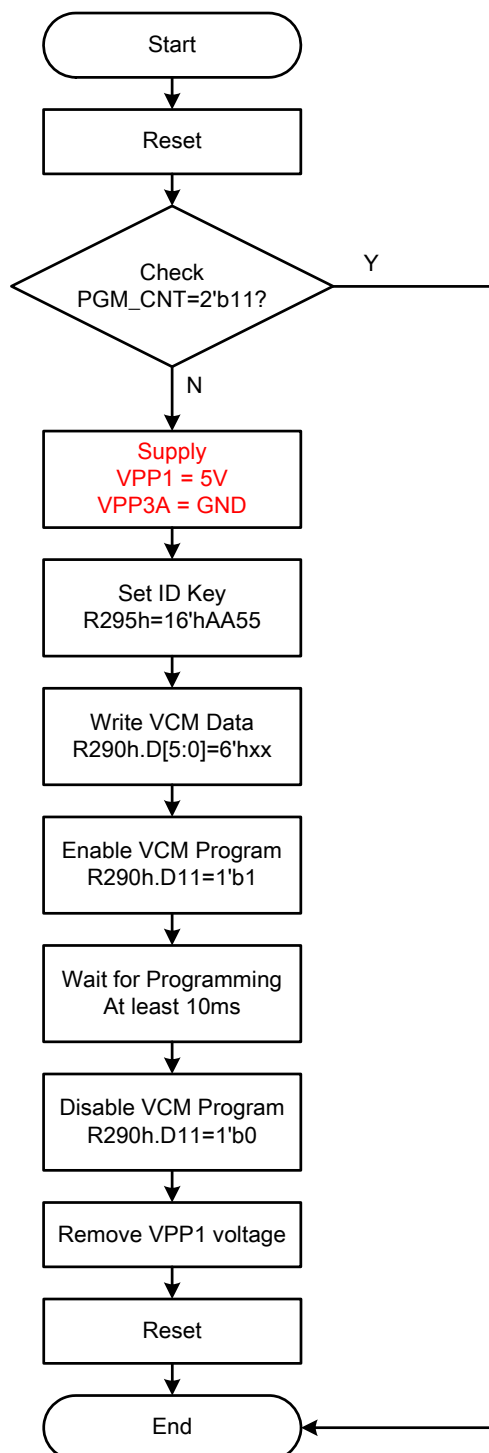 Start
Reset
Check
PGM_CNT=2'b11?
Y
N
Supply
VPP1 = 5V
VPP3A = GND
Set ID Key
R295h=16'hAA55
Write VCM Data
R290h.D[5:0]=6'hxx
Enable VCM Program
R290h.D11=1'b1
Wait for Programming
At least 10ms
Disable VCM Program
R290h.D11=1'b0
Remove VPP1 voltage
Reset
End